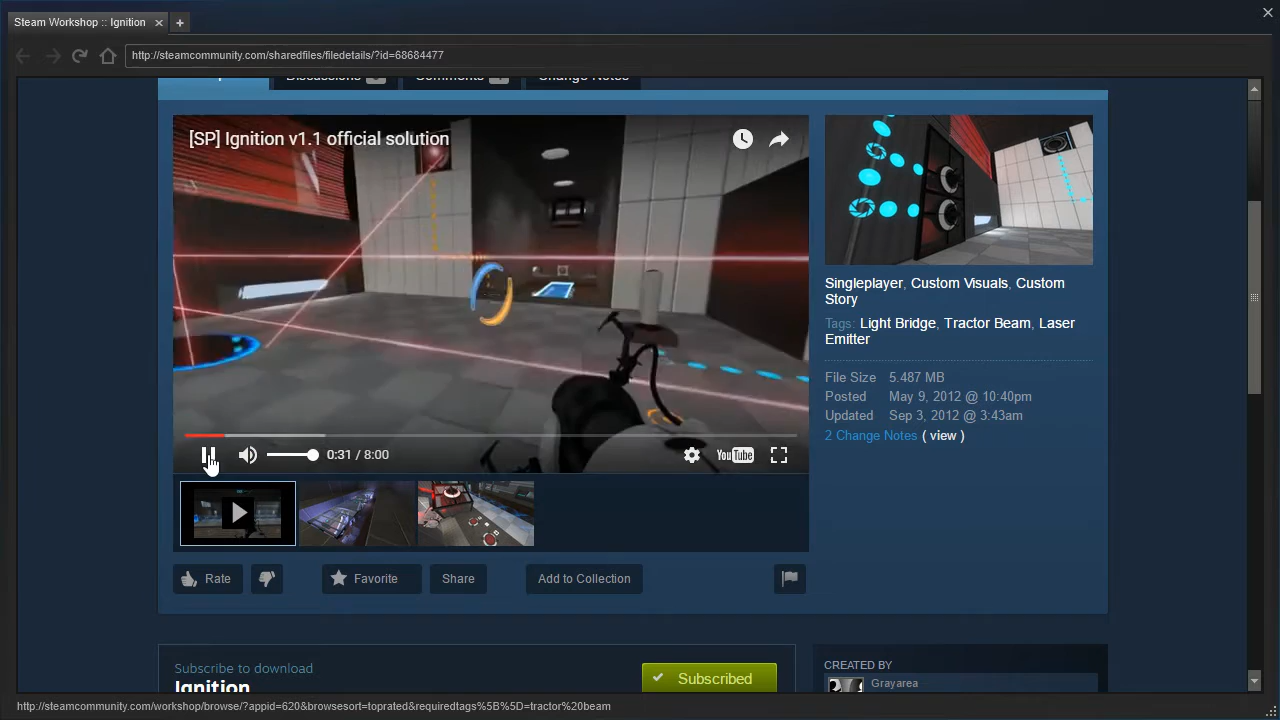 Steam Workshop :: Ignition
http://steamcommunity.com/sharedfiles/filedetails/?id=68684477
Discussions
Comments
Change Notes
[SP] Ignition v1.1 official solution
0:31 / 8:00
YouTube
Singleplayer, Custom Visuals, Custom
Story
Tags: Light Bridge, Tractor Beam, Laser
Emitter
File Size 5.487 MB
Posted May 9, 2012 @ 10:40pm
Updated Sep 3, 2012 @ 3:43am
2 Change Notes ( view )
Rate
Favorite
Share
Add to Collection
Subscribe to download
Ignition
Subscribed
CREATED BY
Grayarea
http://steamcommunity.com/workshop/browse/?appid=620&browsesort=toprated&requiredtags%5B%5D=tractor%20beam